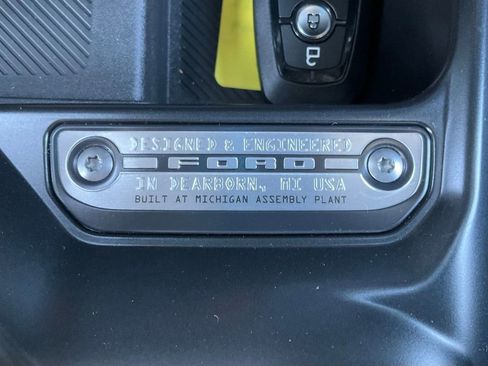 DESIGNED & ENGINEERED
FORD
IN DEARBORN, MI USA
BUILT AT MICHIGAN ASSEMBLY PLANT